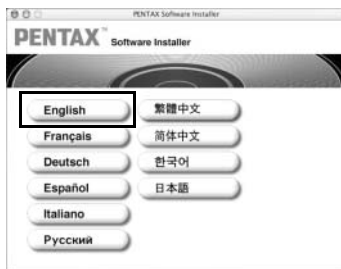 PENTAX Software Installer
PENTAX™ Software Installer
English
Français
Deutsch
Español
Italiano
Русский
繁體中文
简体中文
한국어
日本語